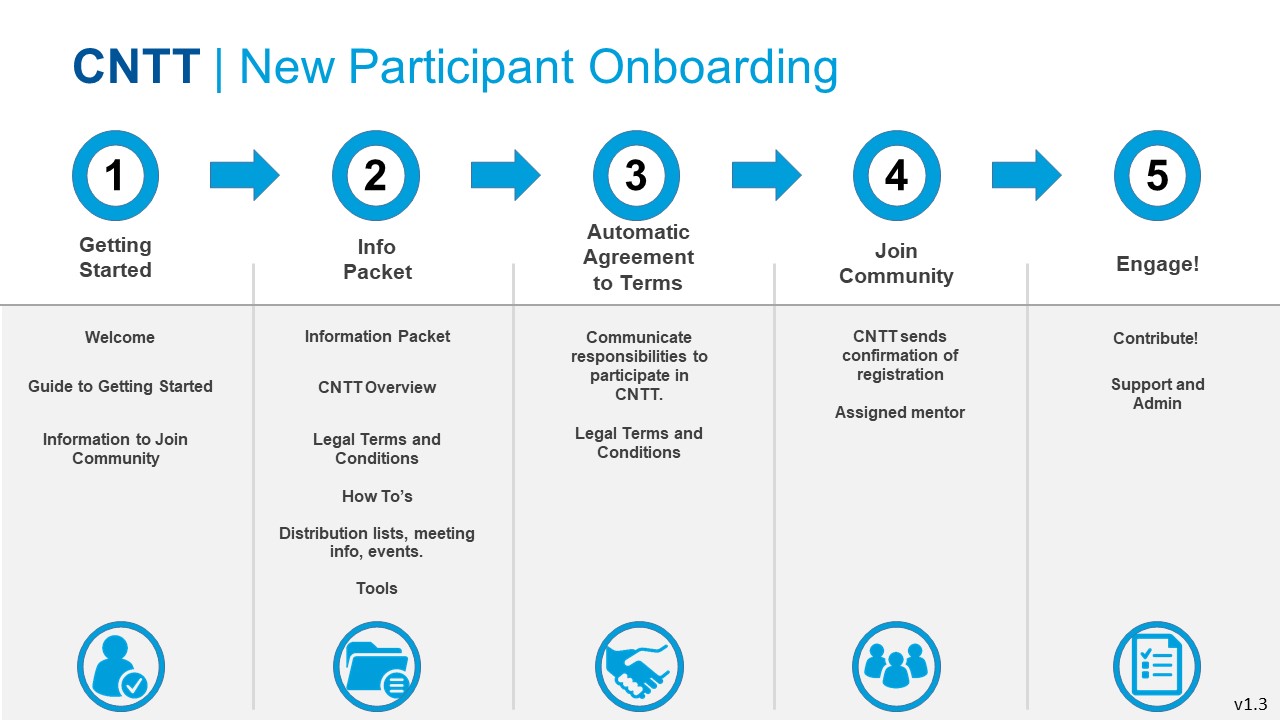 CNTT | New Participant Onboarding
1
2
3
4
5
Getting
Started
Info
Packet
Automatic
Agreement
to Terms
Join
Community
Engage!
Welcome
Guide to Getting Started
Information to Join
Community
Information Packet
CNTT Overview
Legal Terms and
Conditions
How To's
Distribution lists, meeting
info, events.
Tools
Communicate
responsibilities to
participate in
CNTT.
Legal Terms and
Conditions
CNTT sends
confirmation of
registration
Assigned mentor
Contribute!
Support and
Admin
v1.3